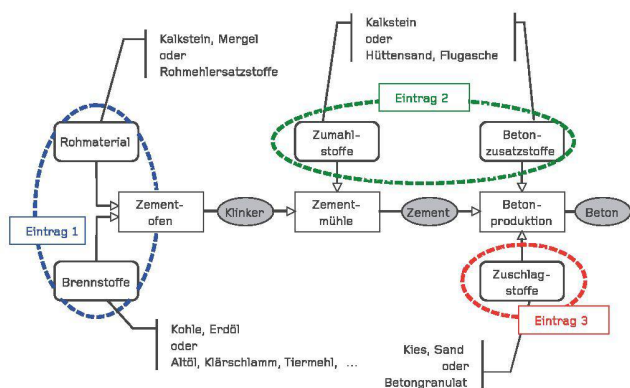 Kalkstein, Mergel
oder
Rohmehlersatzstoffe
Kalkstein
oder
Hüttensand, Flugasche
Eintrag 2
Rohmaterial
Zumahl-
stoffe
Beton-
zusatzstoffe
Eintrag 1
Zement-
ofen
Klinker
Zement-
mühle
Zement
Beton-
produktion
Beton
Brennstoffe
Zuschlag-
stoffe
Eintrag 3
Kohle, Erdöl
oder
Altöl, Klärschlamm, Tiermehl, ...
Kies, Sand
oder
Betongranulat